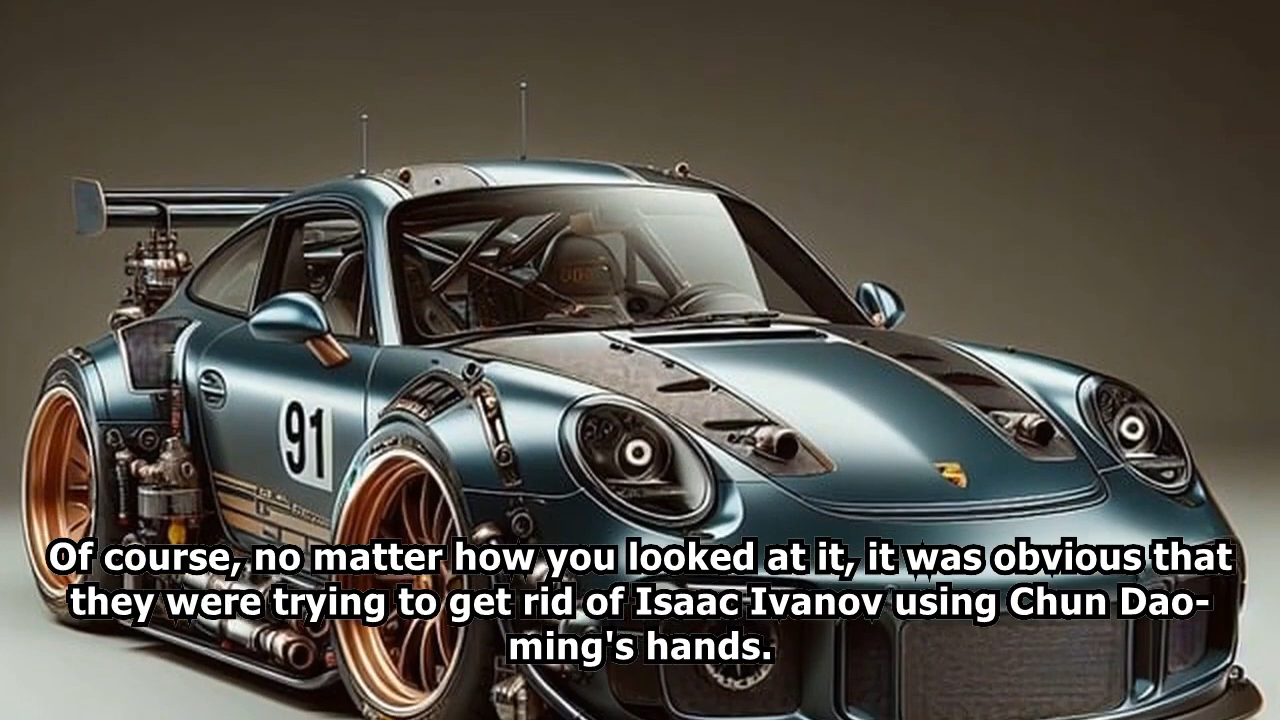 91
Of course, no matter how you looked at it, it was obvious that
they were trying to get rid of Isaac Ivanov using Chun Dao-
ming's hands.